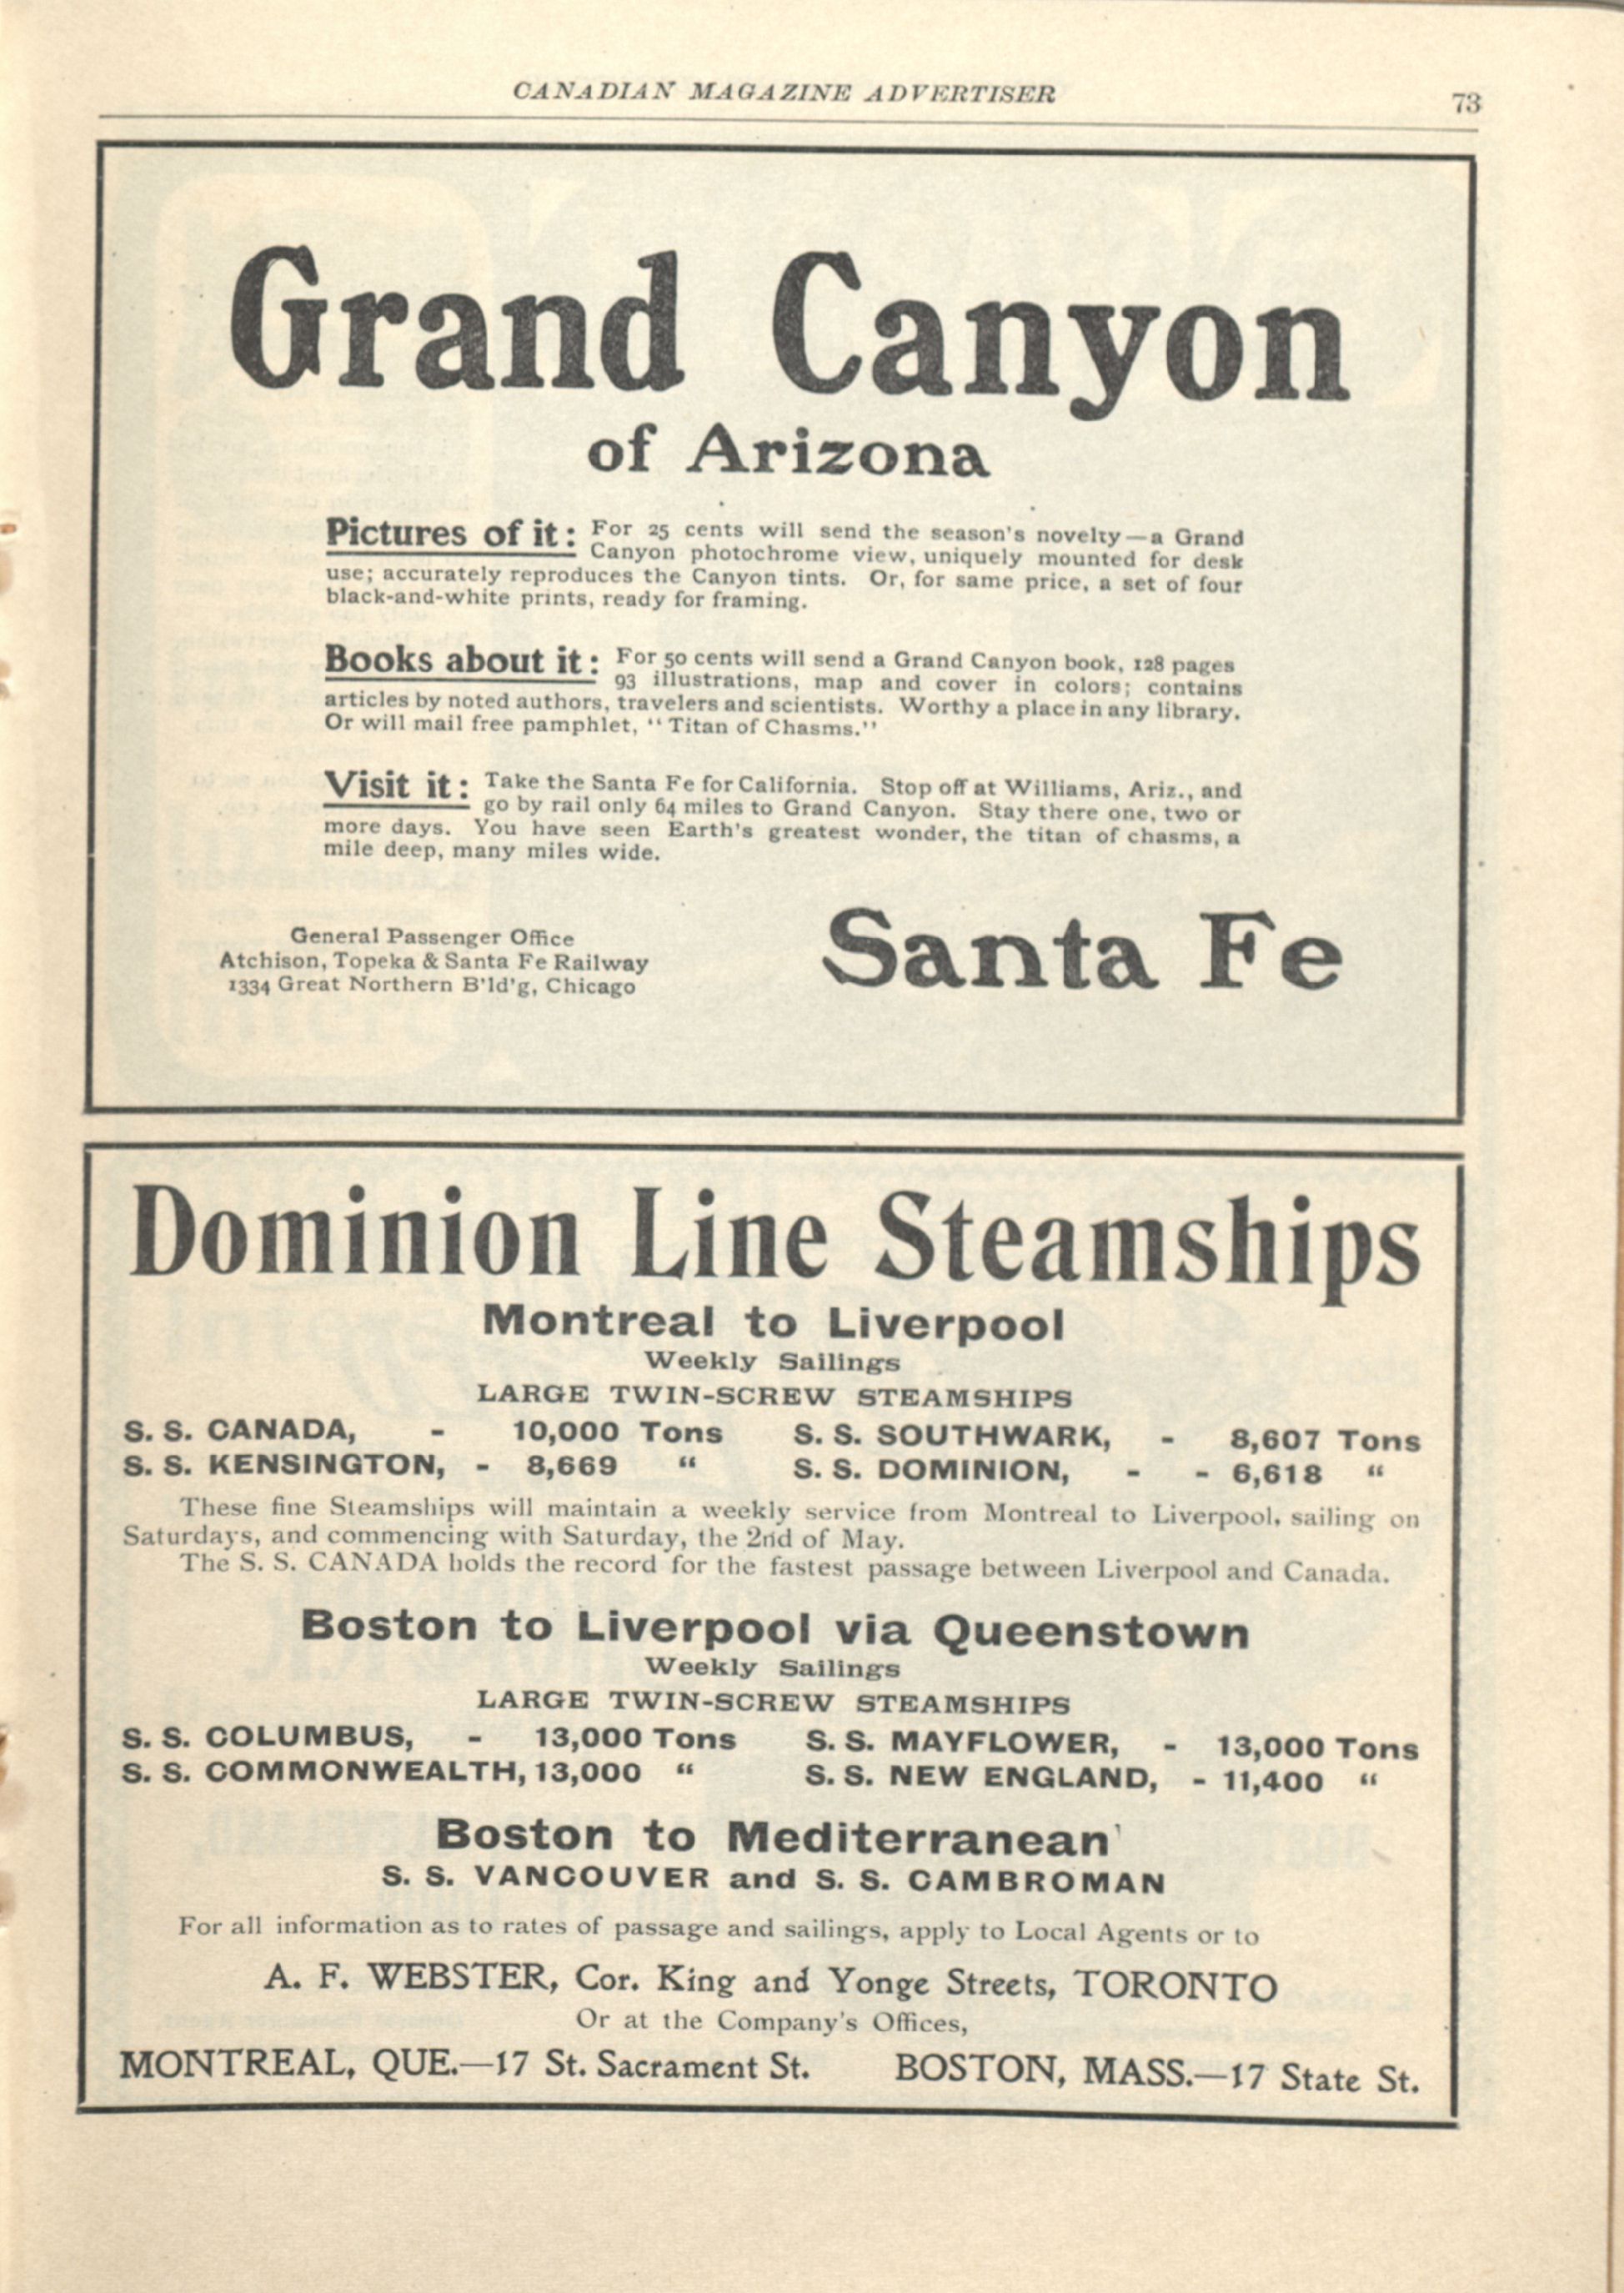 CANADIAN MAGAZINE ADVERTISER
73
Grand Canyon
of Arizona
Pictures of it: For 25 cents will send the season's novelty—a Grand
Canyon photochrome view, uniquely mounted for desk
use; accurately reproduces the Canyon tints. Or, for same price, a set of four
black-and-white prints, ready for framing.
Books about it: For 50 cents will send a Grand Canyon book, 128 pages
93 illustrations, map and cover in colors; contains
articles by noted authors, travelers and scientists. Worthy a place in any library.
Or will mail free pamphlet, "Titan of Chasms."
Visit it: Take the Santa Fe for California. Stop off at Williams, Ariz., and
go by rail only 64 miles to Grand Canyon. Stay there one, two or
more days. You have seen Earth's greatest wonder, the titan of chasms, a
mile deep, many miles wide.
General Passenger Office
Atchison, Topeka & Santa Fe Railway
1334 Great Northern B'ld'g, Chicago
Santa Fe
Dominion Line Steamships
Montreal to Liverpool
Weekly Sailings
LARGE TWIN-SCREW STEAMSHIPS
S. S. CANADA, - 10,000 Tons S. S. SOUTHWARK, - 8,607 Tons
S. S. KENSINGTON, - 8,669 " S. S. DOMINION, - - 6,618 "
These fine Steamships will maintain a weekly service from Montreal to Liverpool, sailing on
Saturdays, and commencing with Saturday, the 2nd of May.
The S. S. CANADA holds the record for the fastest passage between Liverpool and Canada.
Boston to Liverpool via Queenstown
Weekly Sailings
LARGE TWIN-SCREW STEAMSHIPS
S. S. COLUMBUS, - 13,000 Tons S. S. MAYFLOWER, - 13,000 Tons
S. S. COMMONWEALTH, 13,000 " S. S. NEW ENGLAND, - 11,400 "
Boston to Mediterranean
S. S. VANCOUVER and S. S. CAMBROMAN
For all information as to rates of passage and sailings, apply to Local Agents or to
A. F. WEBSTER, Cor. King and Yonge Streets, TORONTO
Or at the Company's Offices,
MONTREAL, QUE.—17 St. Sacrament St. BOSTON, MASS.—17 State St.